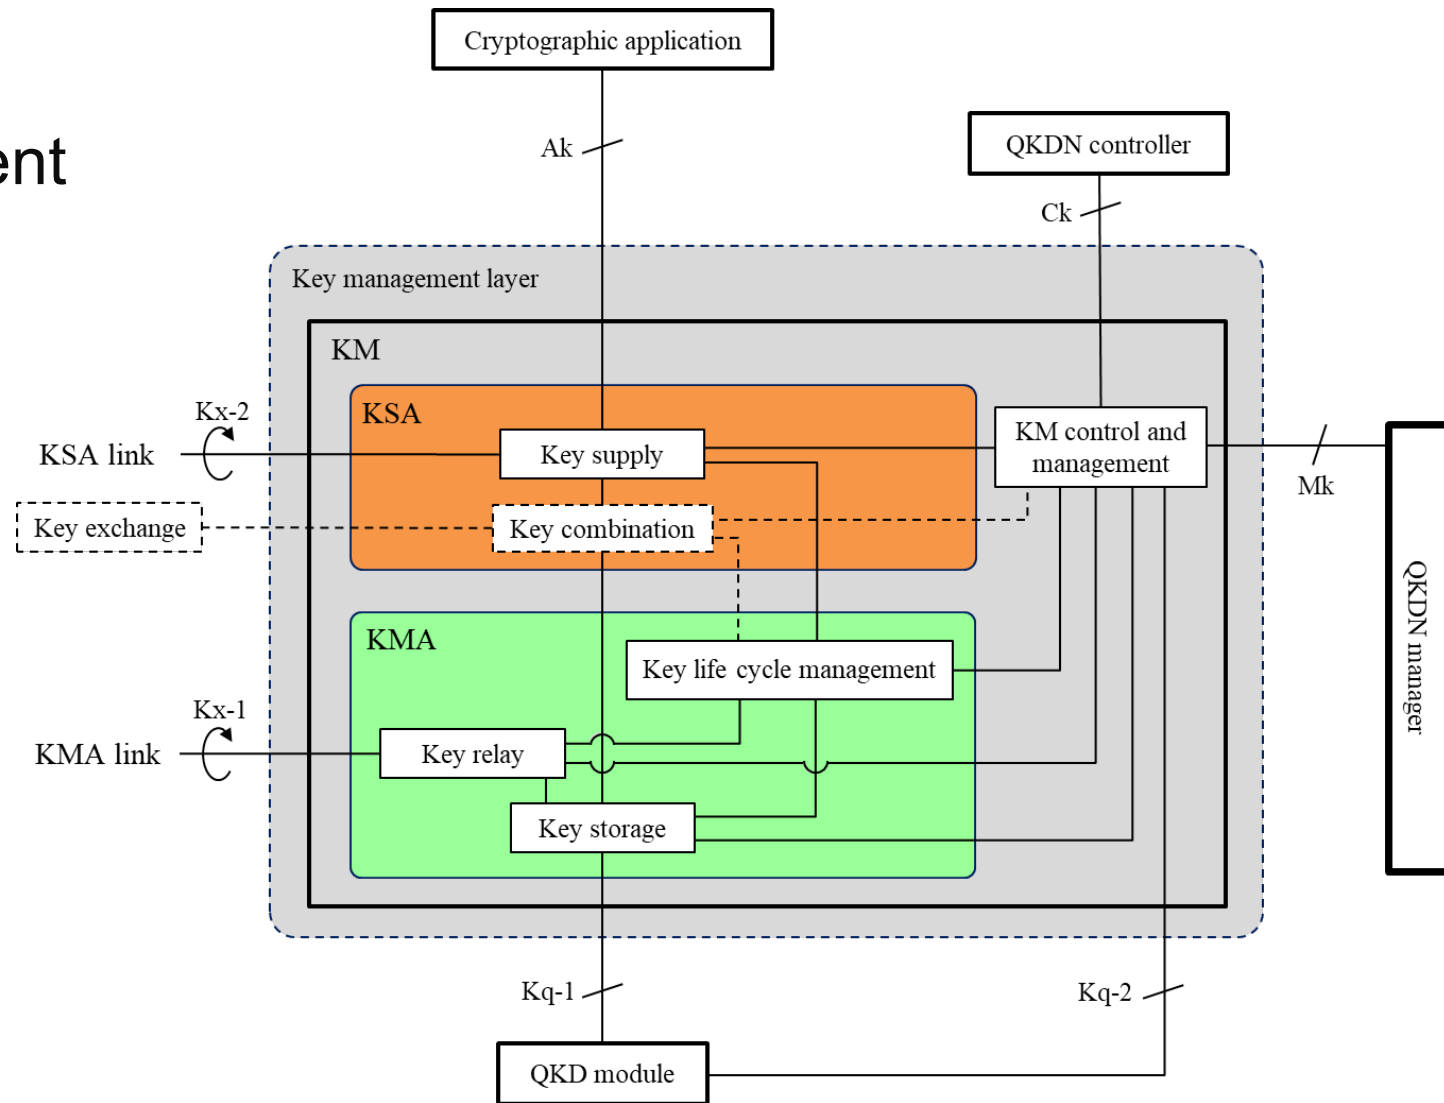 Cryptographic application
ent
Ak
QKDN controller
Ck
Key management layer
KM
Kx-2
KSA
KSA link
Key supply
KM control and
management
Mk
Key exchange
Key combination
QKDN manager
KMA
Key life cycle management
Kx-1
KMA link
Key relay
Key storage
Kq-1
Kq-2
QKD module